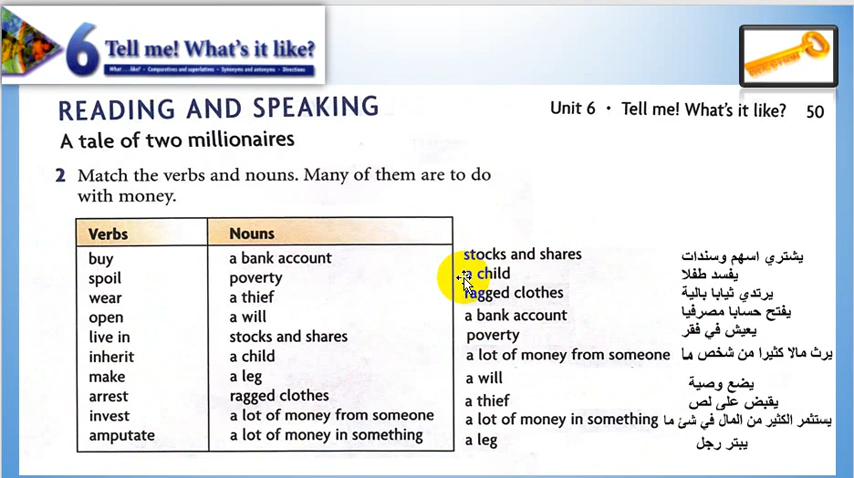 6 Tell me! What's it like?
What ... like? • Comparatives and superlatives • Synonyms and antonyms • Directions
READING AND SPEAKING
Unit 6 • Tell me! What's it like? 50
A tale of two millionaires
2 Match the verbs and nouns. Many of them are to do
with money.
Verbs Nouns
buy a bank account stocks and shares يشتري اسهم وسندات
spoil poverty a child يفسد طفلا
wear a thief ragged clothes يرتدي ثيابا بالية
open a will a bank account يفتح حسابا مصرفيا
live in stocks and shares poverty يعيش في فقر
inherit a child a lot of money from someone يرث مالا كثيرا من شخص ما
make a leg a will يضع وصية
arrest ragged clothes a thief يقبض على لص
invest a lot of money from someone a lot of money in something يستثمر الكثير من المال في شئ ما
amputate a lot of money in something a leg يبتر رجل